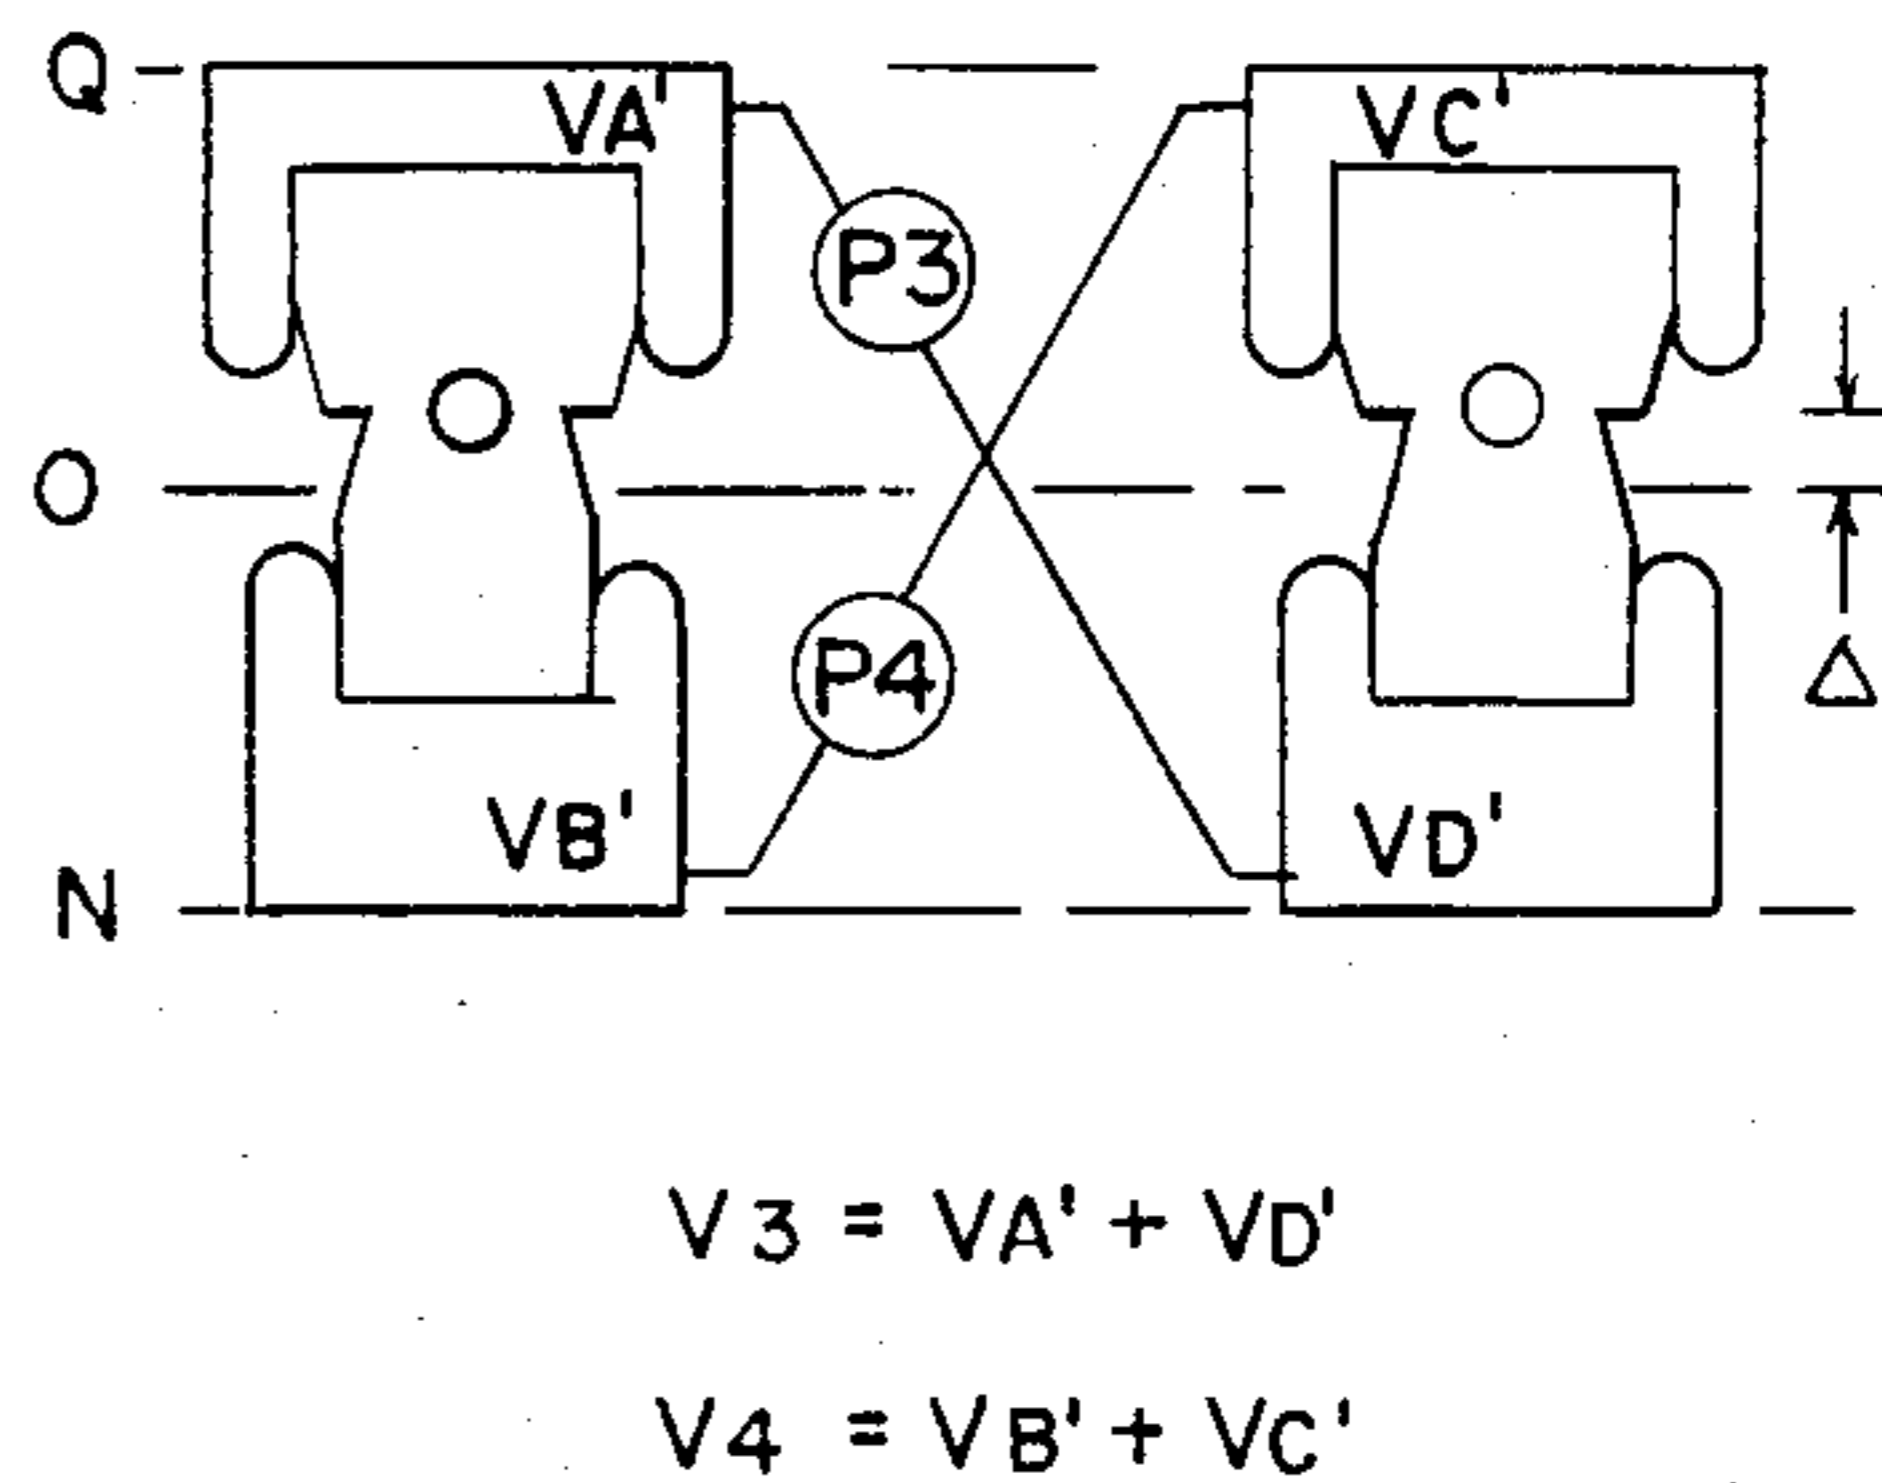 Q
VA'
VC'
P3
O
P4
Δ
VB'
VD'
N
V3 = VA' + VD'
V4 = VB' + VC'